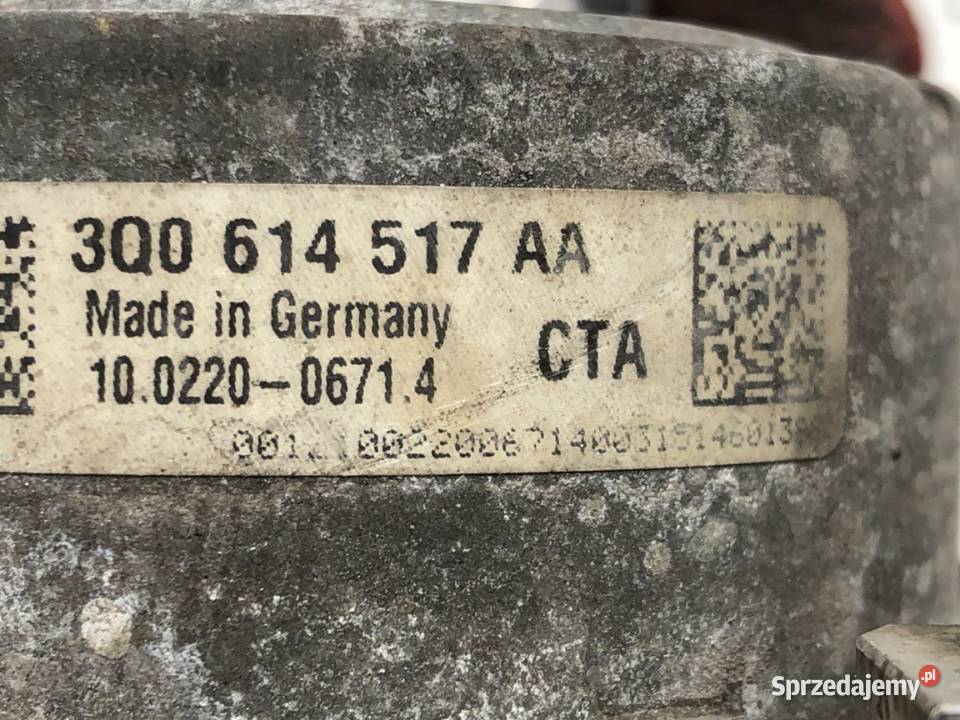 3Q0 614 517 AA
Made in Germany
10.0220-0671.4
CTA
Sprzedajemy.pl